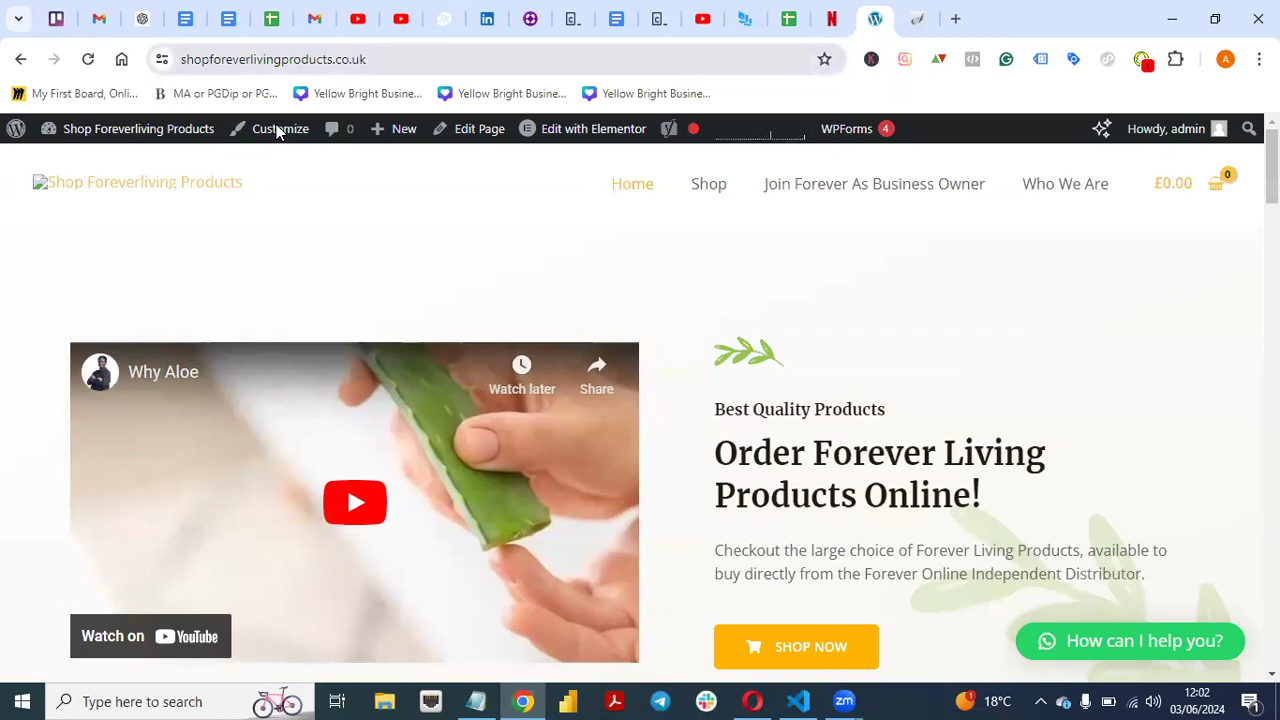 shopforeverlivingproducts.co.uk
My First Board, Onli...
MA or PGDip or PG...
Yellow Bright Busine...
Yellow Bright Busine...
Yellow Bright Busine...
Shop Foreverliving Products
Customize
0
New
Edit Page
Edit with Elementor
WPForms 4
Howdy, admin
Shop Foreverliving Products
Home
Shop
Join Forever As Business Owner
Who We Are
£0.00
0
Why Aloe
Watch later
Share
Watch on YouTube
Best Quality Products
Order Forever Living
Products Online!
Checkout the large choice of Forever Living Products, available to
buy directly from the Forever Online Independent Distributor.
SHOP NOW
How can I help you?
Type here to search
18°C
12:02
03/06/2024